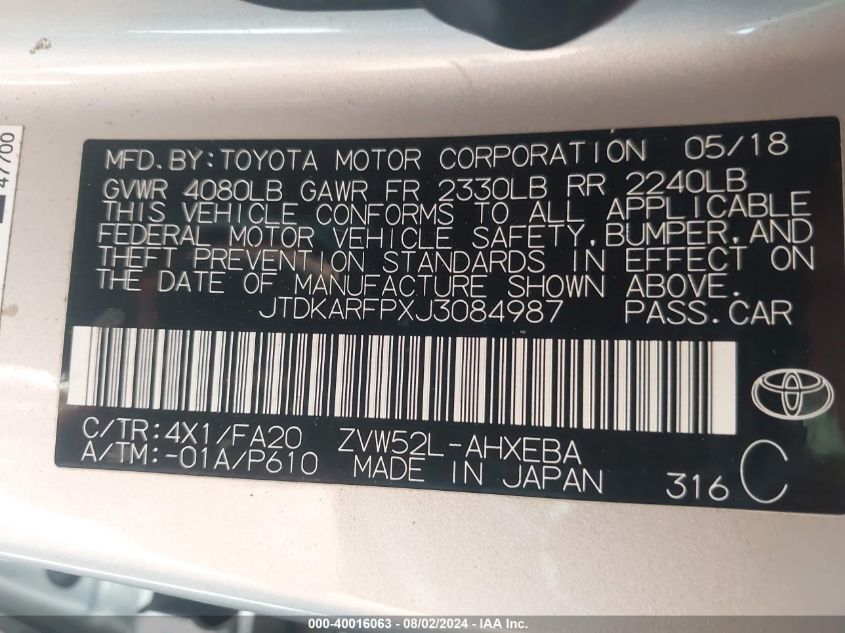 47700
MFD.BY:TOYOTA MOTOR CORPORATION 05/18
GVWR 4080LB GAWR FR 2330LB RR 2240LB
THIS VEHICLE CONFORMS TO ALL APPLICABLE
FEDERAL MOTOR VEHICLE SAFETY,BUMPER,AND
THEFT PREVENTION STANDARDS IN EFFECT ON
THE DATE OF MANUFACTURE SHOWN ABOVE.
JTDKARFPXJ3084987 PASS.CAR
C/TR:4X1/FA20 ZVW52L-AHXEBA
A/TM:-01A/P610 MADE IN JAPAN 316 C
000-40016063 - 08/02/2024 - IAA Inc.